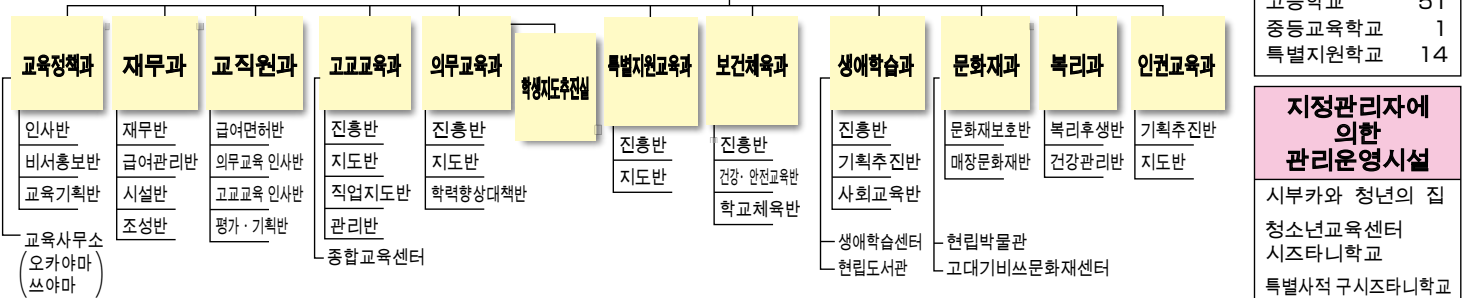 교육정책과
인사반
비서홍보반
교육기획반
교육사무소
(오카야마
쓰야마)
재무과
재무반
급여관리반
시설반
조성반
교직원과
급여면허반
의무교육 인사반
고교교육 인사반
평가·기획반
고교교육과
진흥반
지도반
직업지도반
관리반
종합교육센터
의무교육과
진흥반
지도반
학력향상대책반
학생지도추진실
특별지원교육과
진흥반
지도반
보건체육과
진흥반
건강· 안전교육반
학교체육반
생애학습과
진흥반
기획추진반
사회교육반
생애학습센터
현립도서관
문화재과
문화재보호반
매장문화재반
현립박물관
고대기비쓰문화재센터
복리과
복리후생반
건강관리반
인권교육과
기획추진반
지도반
고등학교 51
중등교육학교 1
특별지원학교 14
지정관리자에
의한
관리운영시설
시부카와 청년의 집
청소년교육센터
시즈타니학교
특별사적 구시즈타니학교